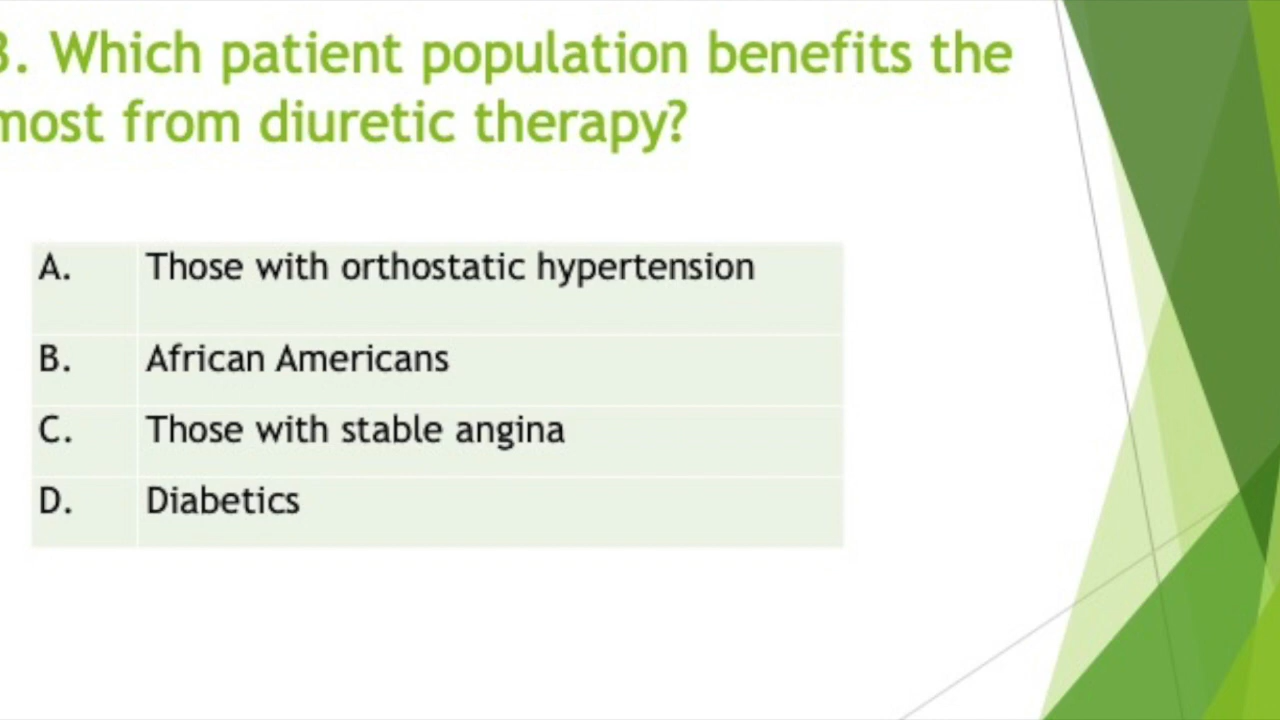 3. Which patient population benefits the
most from diuretic therapy?
A. Those with orthostatic hypertension
B. African Americans
C. Those with stable angina
D. Diabetics